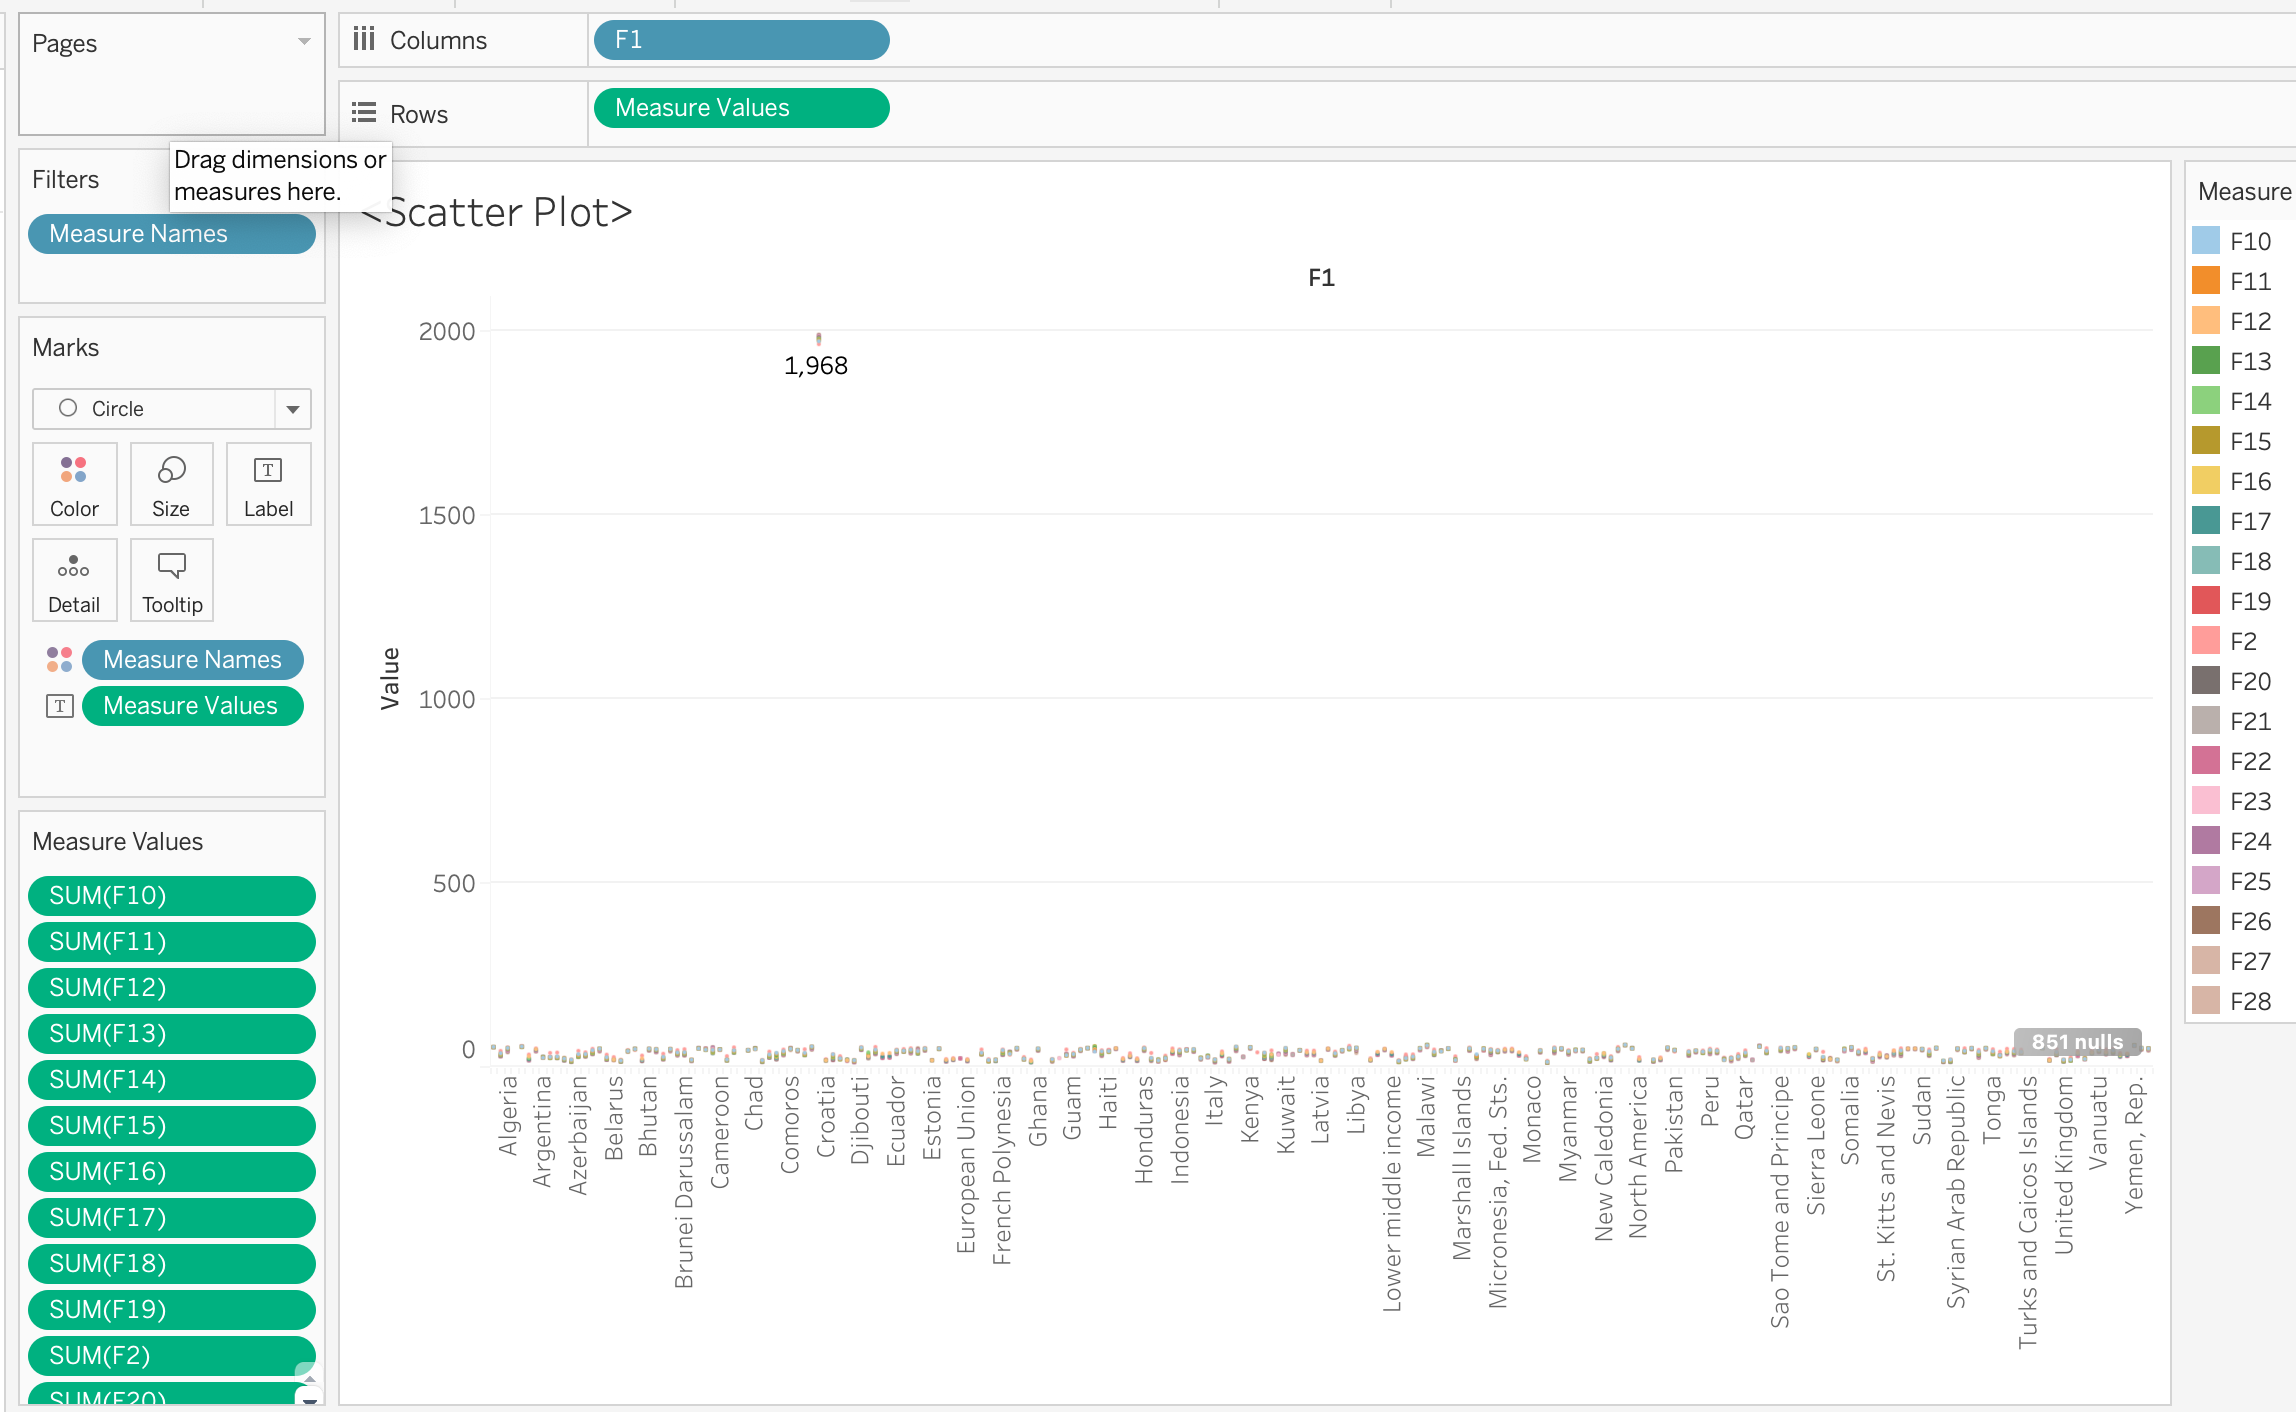 Pages
Columns
F1
Rows
Measure Values
Drag dimensions or
measures here.
Filters
Measure Names
Marks
Circle
Color
Size
Label
Detail
Tooltip
Measure Names
Measure Values
Measure Values
SUM(F10)
SUM(F11)
SUM(F12)
SUM(F13)
SUM(F14)
SUM(F15)
SUM(F16)
SUM(F17)
SUM(F18)
SUM(F19)
SUM(F2)
SUM(F20)
<Scatter Plot>
F1
2000
1,968
1500
1000
500
0
Value
851 nulls
Algeria
Argentina
Azerbaijan
Belarus
Bhutan
Brunei Darussalam
Cameroon
Chad
Comoros
Croatia
Djibouti
Ecuador
Estonia
European Union
French Polynesia
Ghana
Guam
Haiti
Honduras
Indonesia
Italy
Kenya
Kuwait
Latvia
Libya
Lower middle income
Malawi
Marshall Islands
Micronesia, Fed. Sts.
Monaco
Myanmar
New Caledonia
North America
Pakistan
Peru
Qatar
Sao Tome and Principe
Sierra Leone
Somalia
St. Kitts and Nevis
Sudan
Syrian Arab Republic
Tonga
Turks and Caicos Islands
United Kingdom
Vanuatu
Yemen, Rep.
Measure
F10
F11
F12
F13
F14
F15
F16
F17
F18
F19
F2
F20
F21
F22
F23
F24
F25
F26
F27
F28